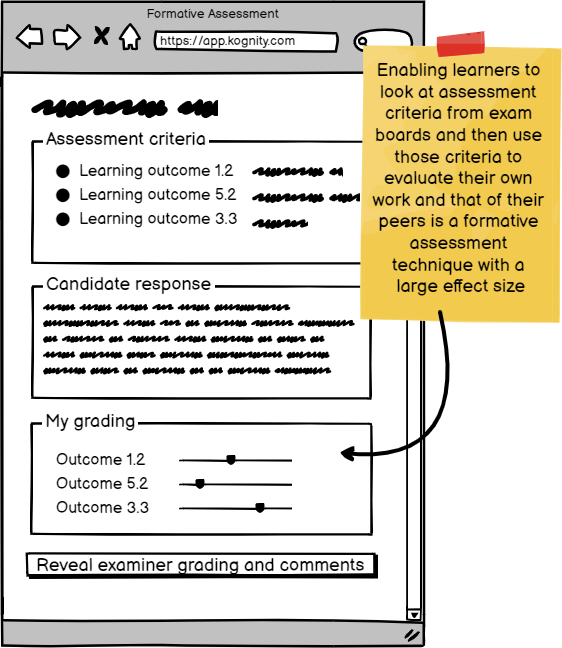 Formative Assessment
https://app.kognity.com
Enabling learners to
look at assessment
criteria from exam
boards and then use
those criteria to
evaluate their own
work and that of their
peers is a formative
assessment
technique with a
large effect size
Assessment criteria
Learning outcome 1.2
Learning outcome 5.2
Learning outcome 3.3
Candidate response
My grading
Outcome 1.2
Outcome 5.2
Outcome 3.3
Reveal examiner grading and comments